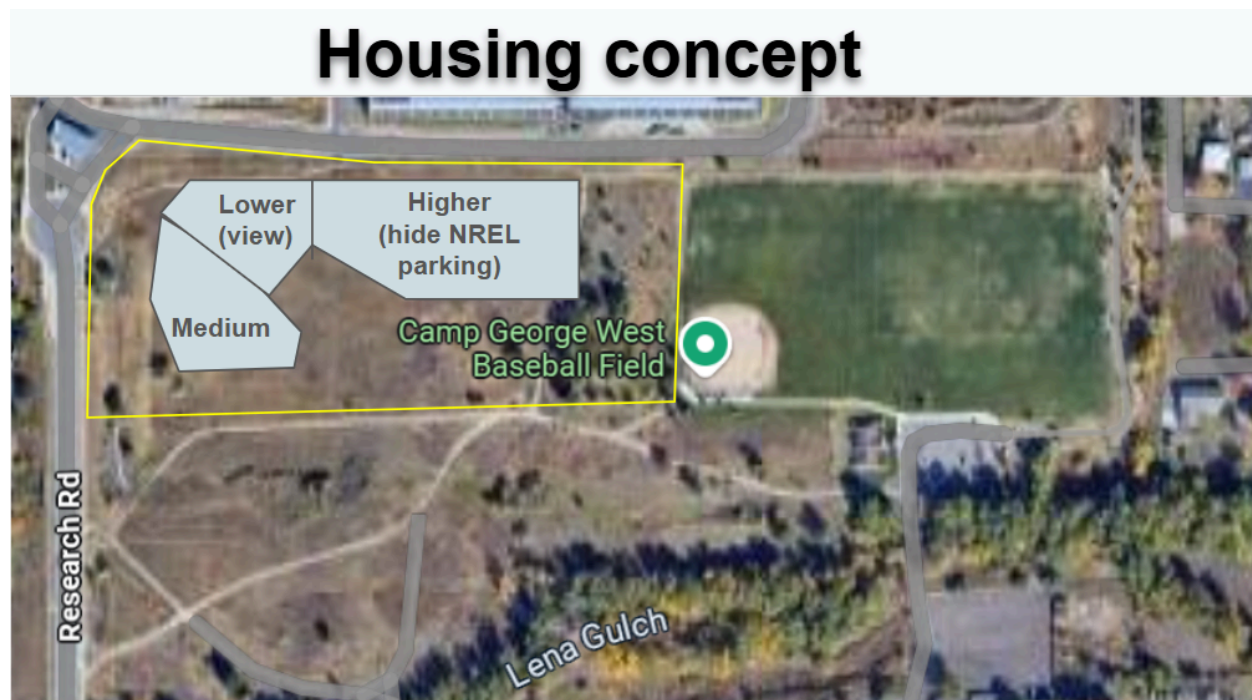 Housing concept
Lower
(view)
Higher
(hide NREL
parking)
Medium
Camp George West
Baseball Field
Research Rd
Lena Gulch